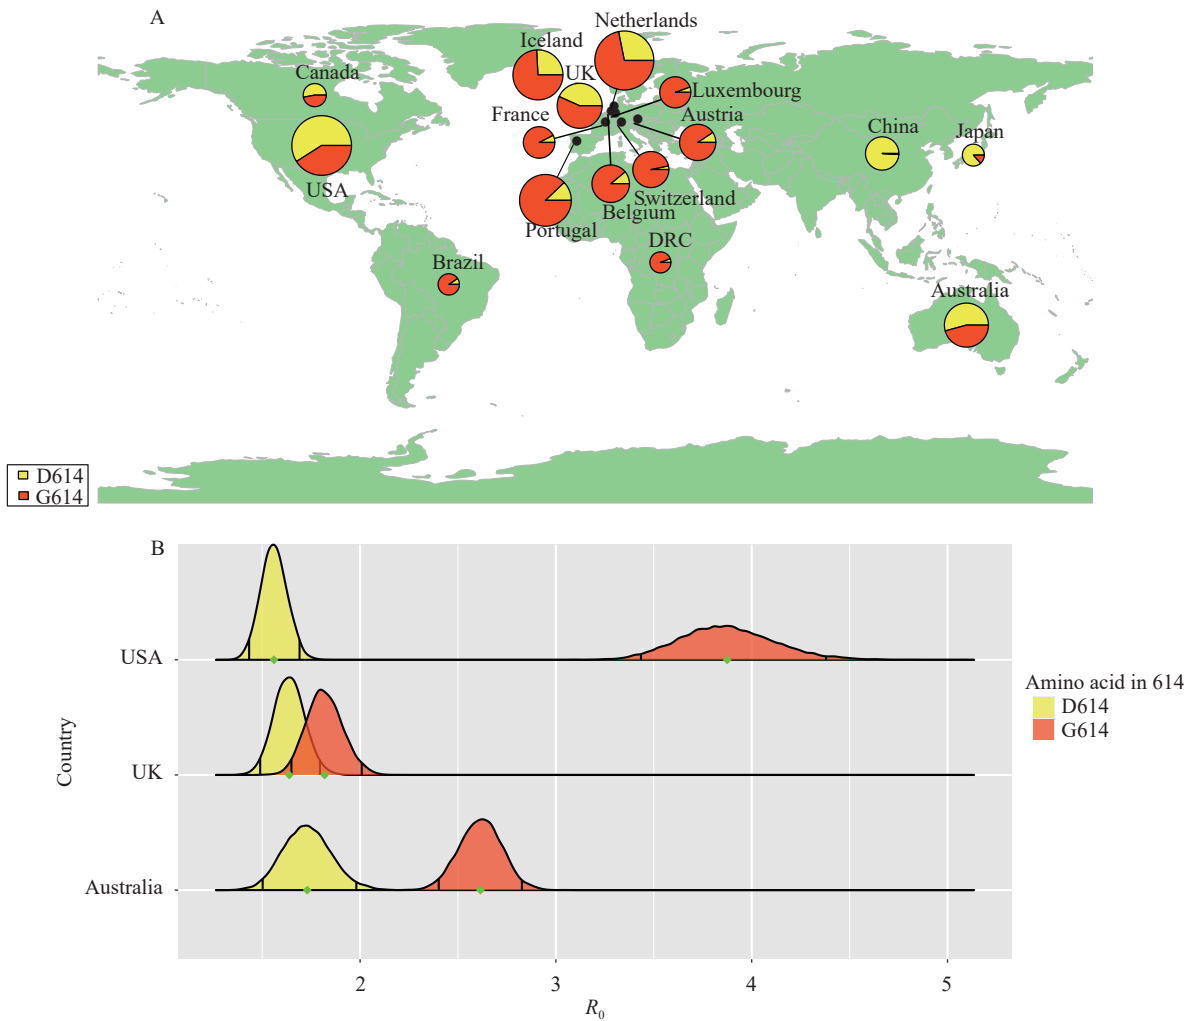 A
Netherlands
Iceland
UK
Canada
Luxembourg
France
Austria
China
Japan
USA
Switzerland
Belgium
Portugal
DRC
Brazil
Australia
D614
G614
B
USA
UK
Australia
Country
Amino acid in 614
D614
G614
2 3 4 5
R₀